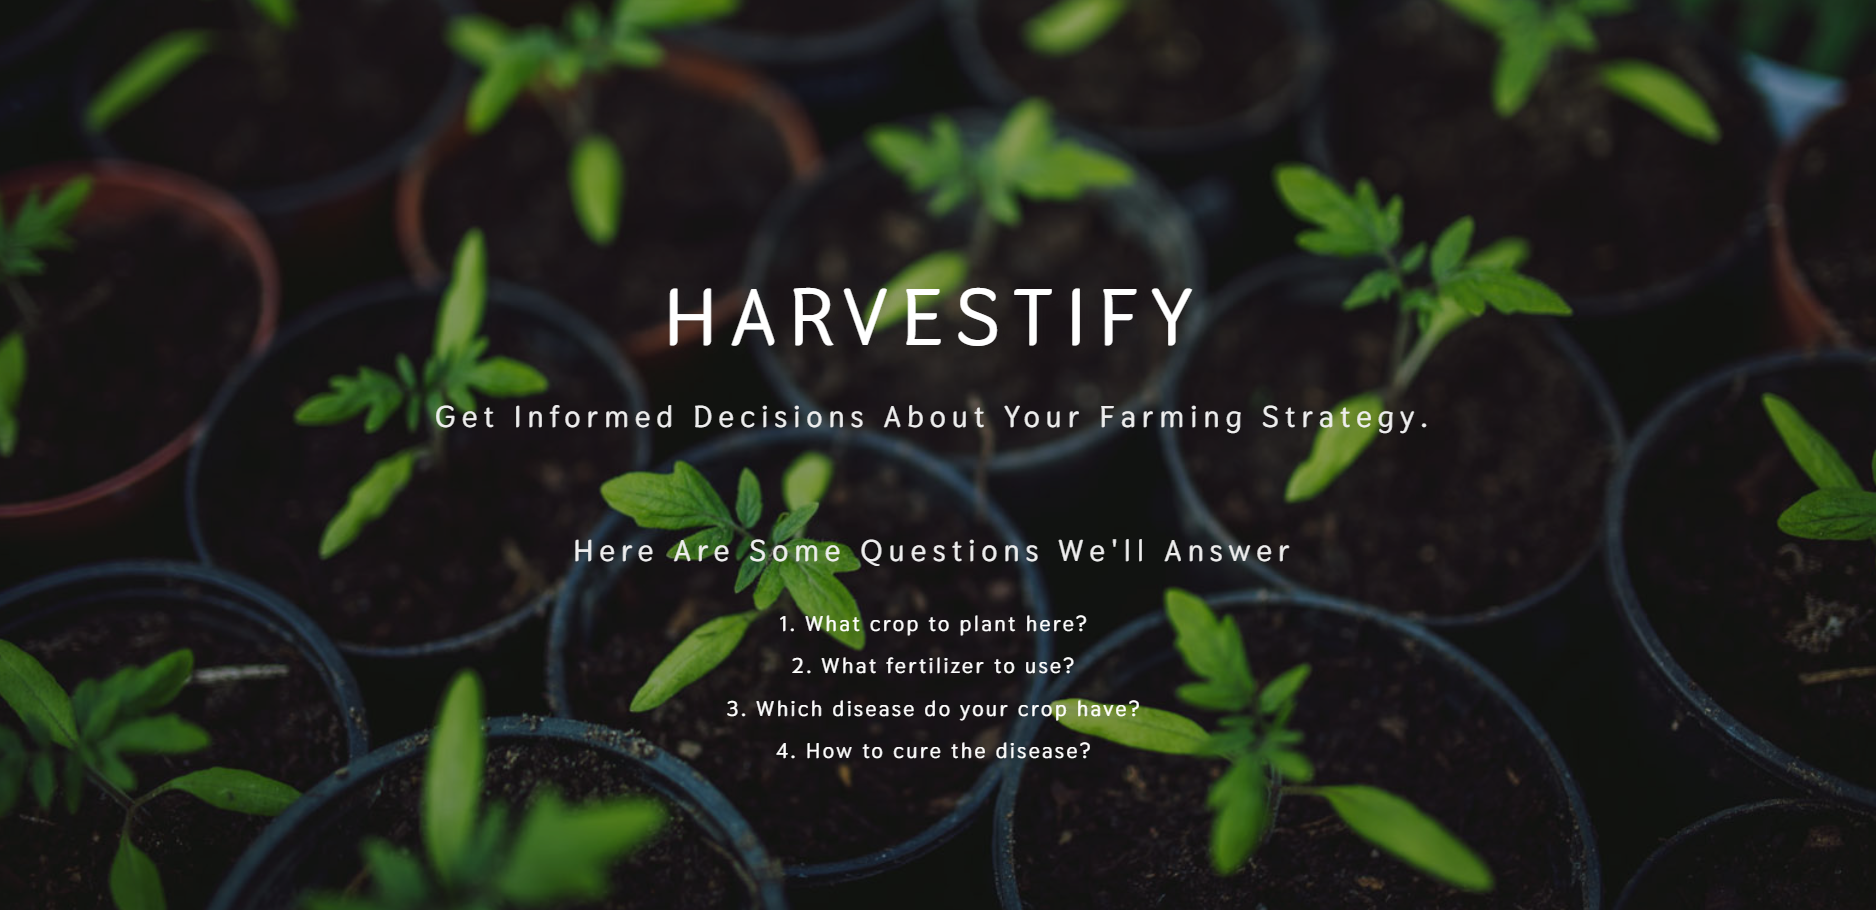 HARVESTIFY
Get Informed Decisions About Your Farming Strategy.
Here Are Some Questions We'll Answer
1. What crop to plant here?
2. What fertilizer to use?
3. Which disease do your crop have?
4. How to cure the disease?